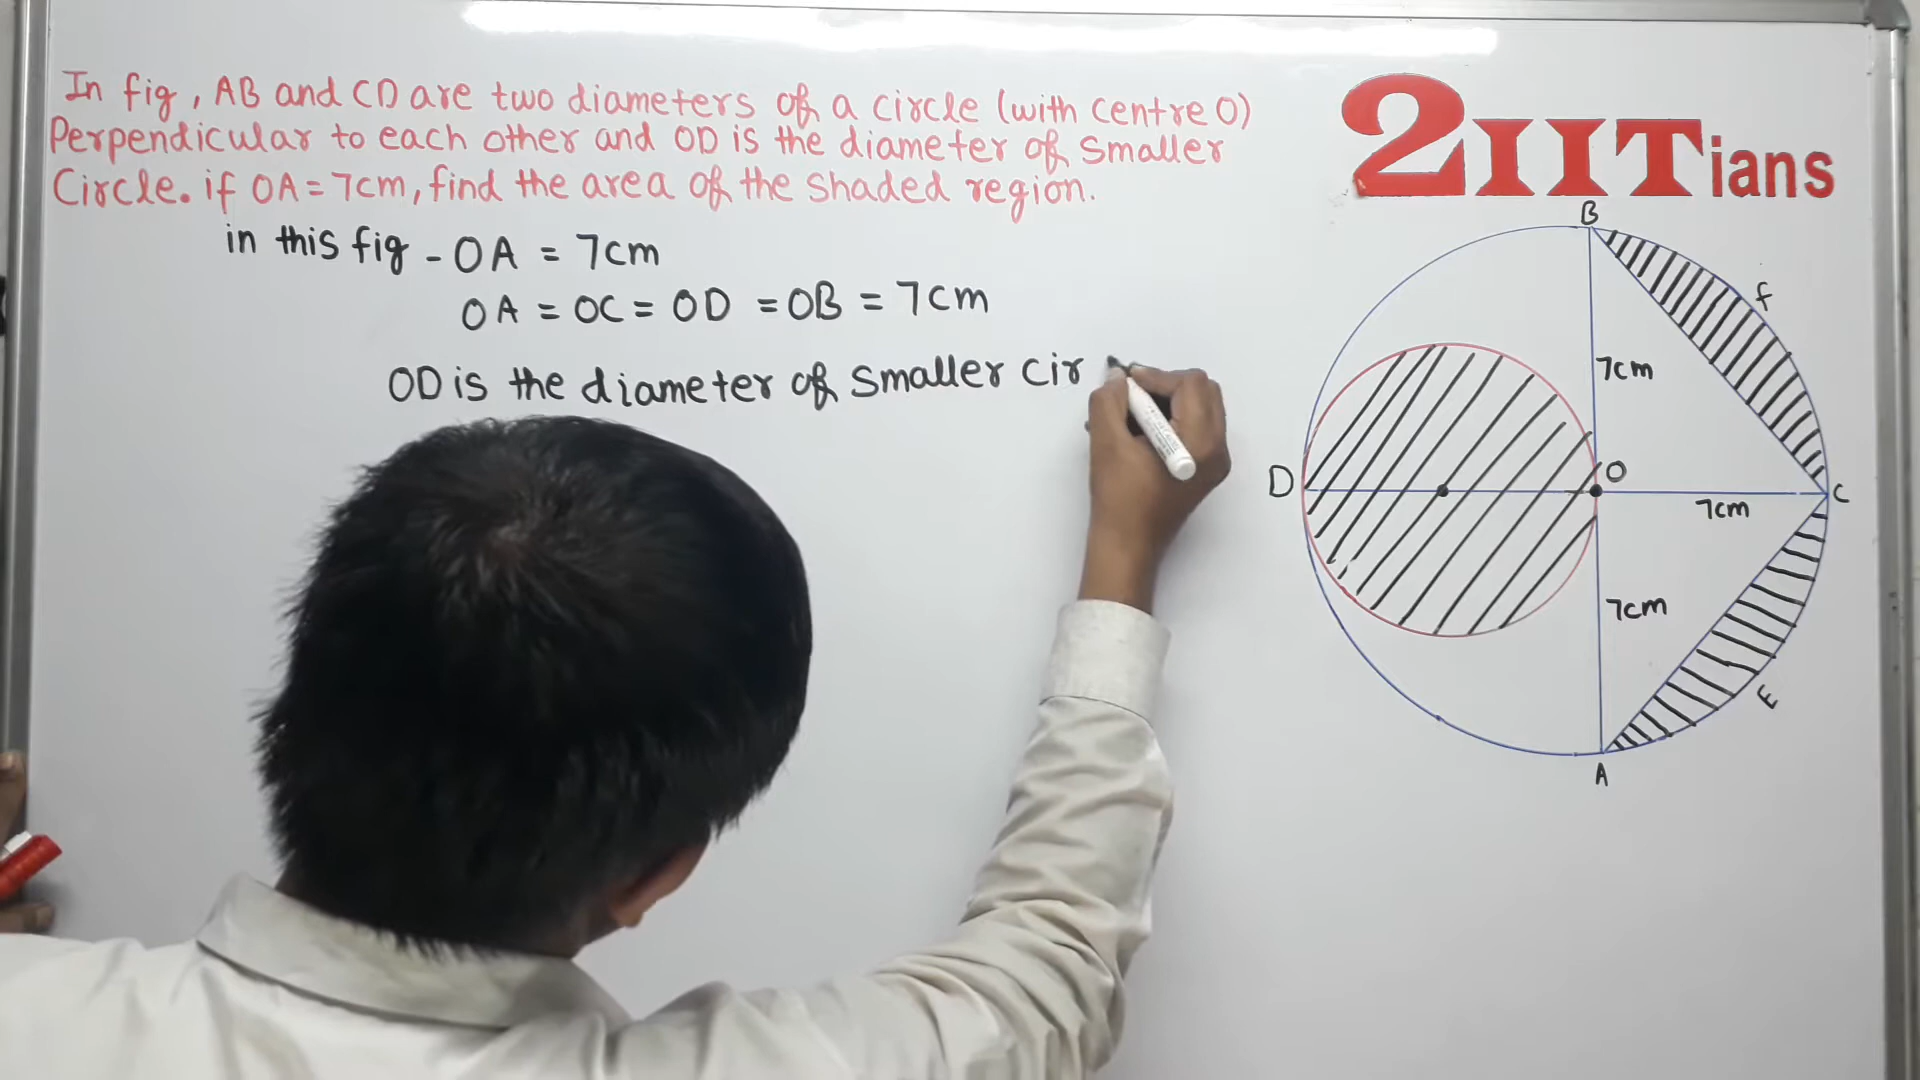 In fig, AB and CD are two diameters of a circle (with centre O)
Perpendicular to each other and OD is the diameter of smaller
Circle. if OA = 7cm, find the area of the shaded region.
2IITians
in this fig - OA = 7cm
OA = OC = OD = OB = 7cm
OD is the diameter of smaller cir
B
f
7cm
D
O
C
7cm
7cm
E
A